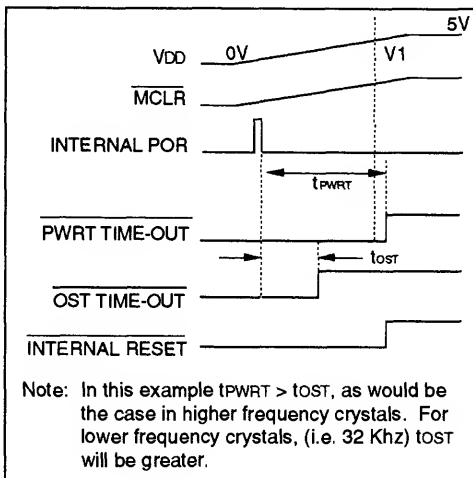 5V
VDD 0V V1
MCLR
INTERNAL POR
tPWRT
PWRT TIME-OUT
tOST
OST TIME-OUT
INTERNAL RESET
Note: In this example tPWRT > tOST, as would be
the case in higher frequency crystals. For
lower frequency crystals, (i.e. 32 Khz) tOST
will be greater.